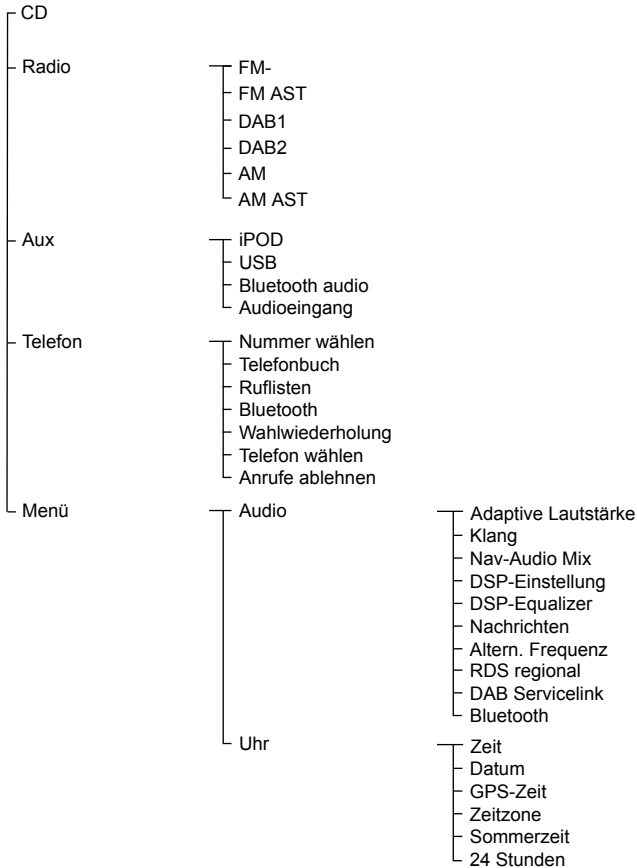 CD
Radio
FM-
FM AST
DAB1
DAB2
AM
AM AST
Aux
iPOD
USB
Bluetooth audio
Audioeingang
Telefon
Nummer wählen
Telefonbuch
Ruflisten
Bluetooth
Wahlwiederholung
Telefon wählen
Anrufe ablehnen
Menü
Audio
Adaptive Lautstärke
Klang
Nav-Audio Mix
DSP-Einstellung
DSP-Equalizer
Nachrichten
Altern. Frequenz
RDS regional
DAB Servicelink
Bluetooth
Uhr
Zeit
Datum
GPS-Zeit
Zeitzone
Sommerzeit
24 Stunden